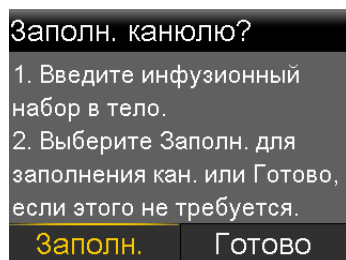 Заполн. канюлю?
1. Введите инфузионный
набор в тело.
2. Выберите Заполн. для
заполнения кан. или Готово,
если этого не требуется.
Заполн. Готово